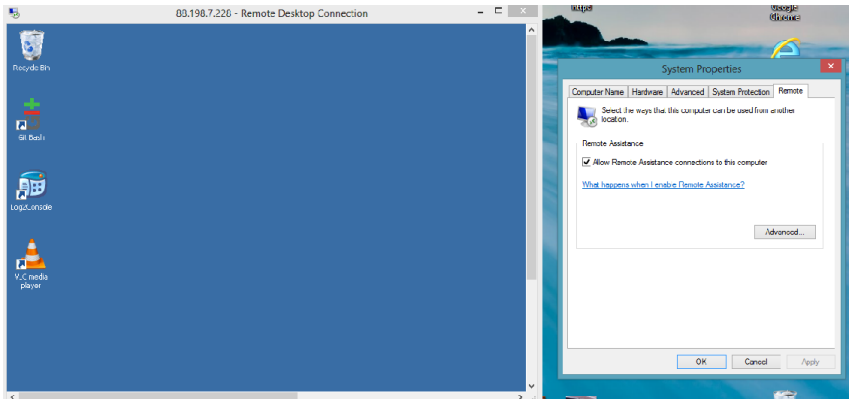 88.198.7.228 - Remote Desktop Connection
Recycle Bin
Git Bash
Log2Console
VLC media
player
Google
Chrome
System Properties
Computer Name
Hardware
Advanced
System Protection
Remote
Select the ways that this computer can be used from another
location.
Remote Assistance
Allow Remote Assistance connections to this computer
What happens when I enable Remote Assistance?
Advanced...
OK
Cancel
Apply